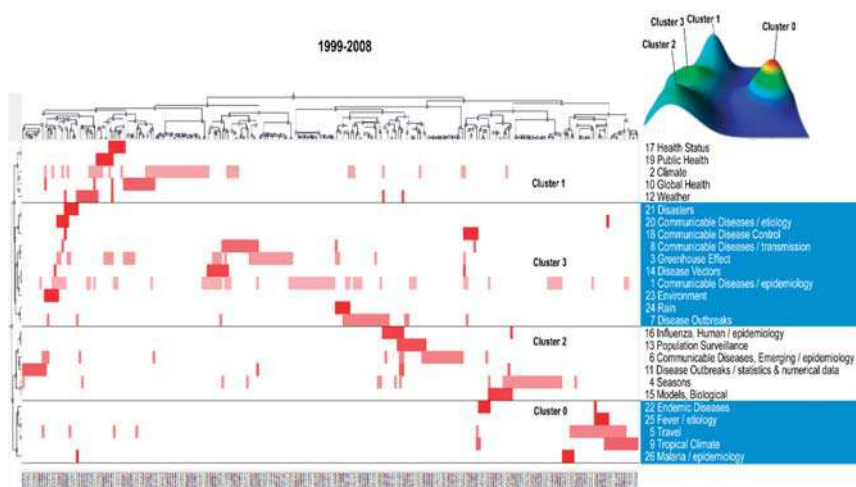 1999-2008
Cluster 1
Cluster 3
Cluster 0
Cluster 2
17 Health Status
19 Public Health
2 Climate
10 Global Health
12 Weather
Cluster 1
21 Disasters
20 Communicable Diseases / etiology
18 Communicable Disease Control
8 Communicable Diseases / transmission
3 Greenhouse Effect
14 Disease Vectors
1 Communicable Diseases / epidemiology
23 Environment
24 Rain
7 Disease Outbreaks
Cluster 3
16 Influenza, Human / epidemiology
13 Population Surveillance
6 Communicable Diseases, Emerging / epidemiology
11 Disease Outbreaks / statistics & numerical data
4 Seasons
15 Models, Biological
Cluster 2
22 Endemic Diseases
25 Fever / etiology
5 Travel
9 Tropical Climate
26 Malaria / epidemiology
Cluster 0